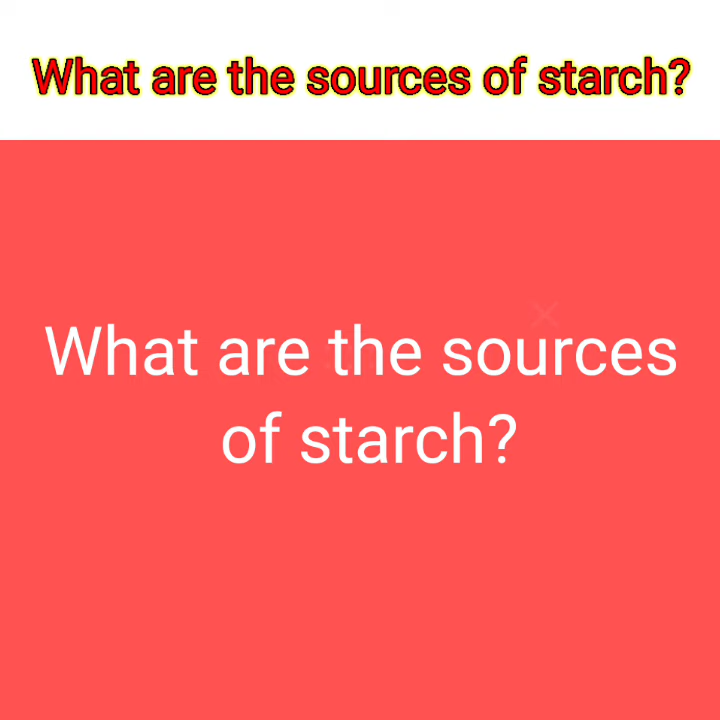 What are the sources of starch?
What are the sources
of starch?